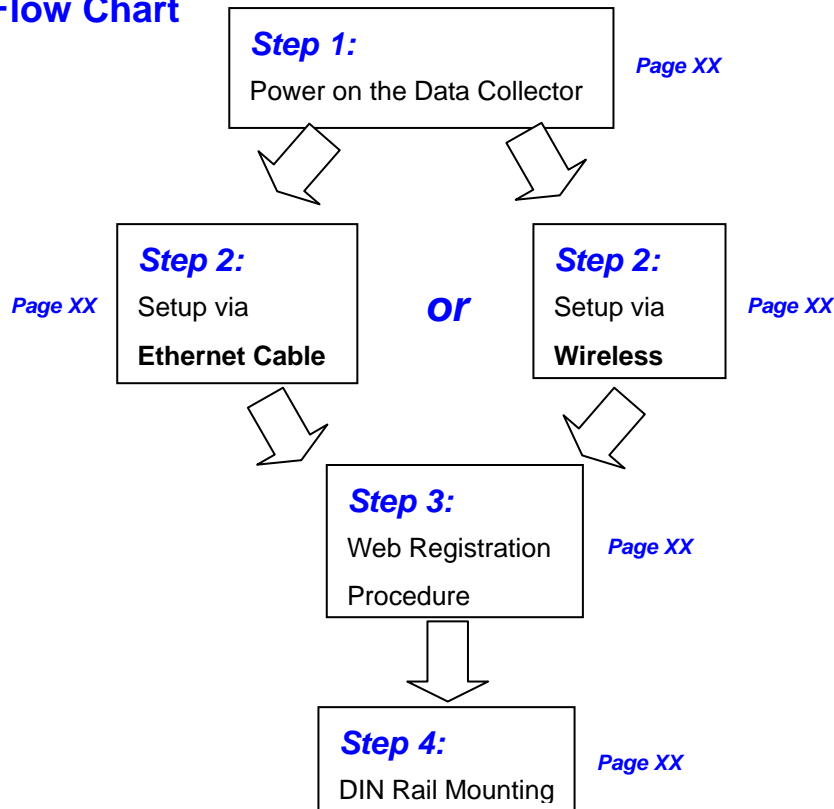 Flow Chart
Step 1:
Power on the Data Collector
Page XX
Step 2:
Setup via
Ethernet Cable
Page XX
or
Step 2:
Setup via
Wireless
Page XX
Step 3:
Web Registration
Procedure
Page XX
Step 4:
DIN Rail Mounting
Page XX